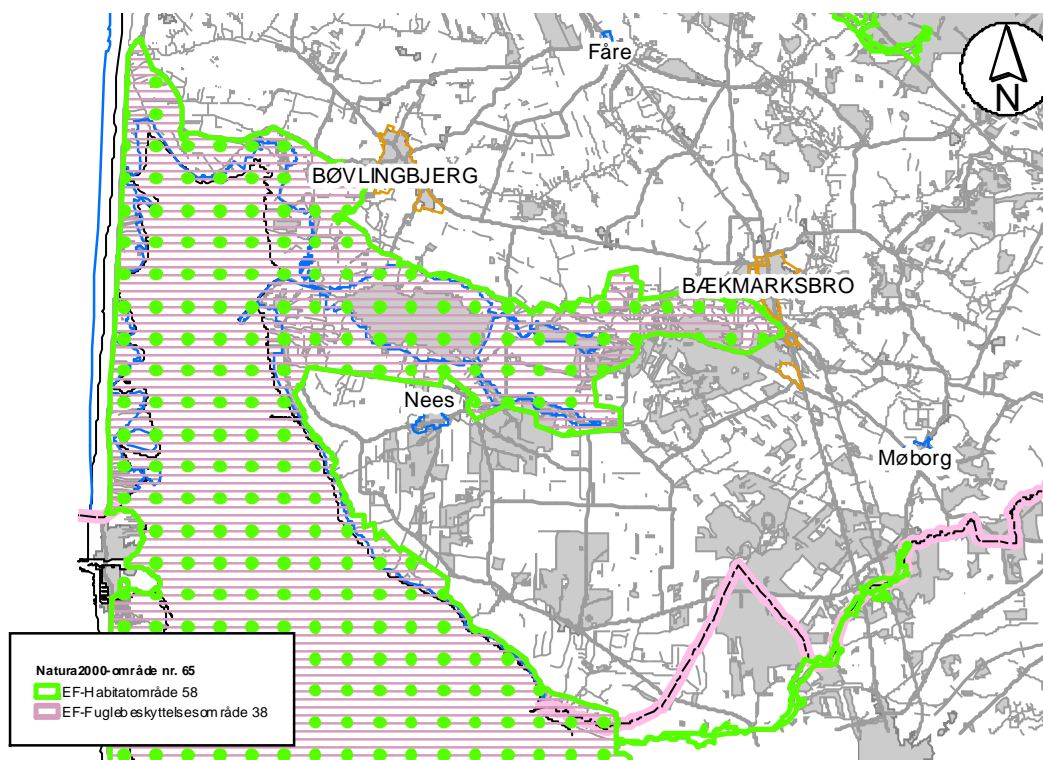 Fåre
N
BØVLINGBJERG
BÆKMARKSBRO
Nees
Møborg
Natura2000-område nr. 65
EF-Habitatområde 58
EF-Fuglebeskyttelsesområde 38